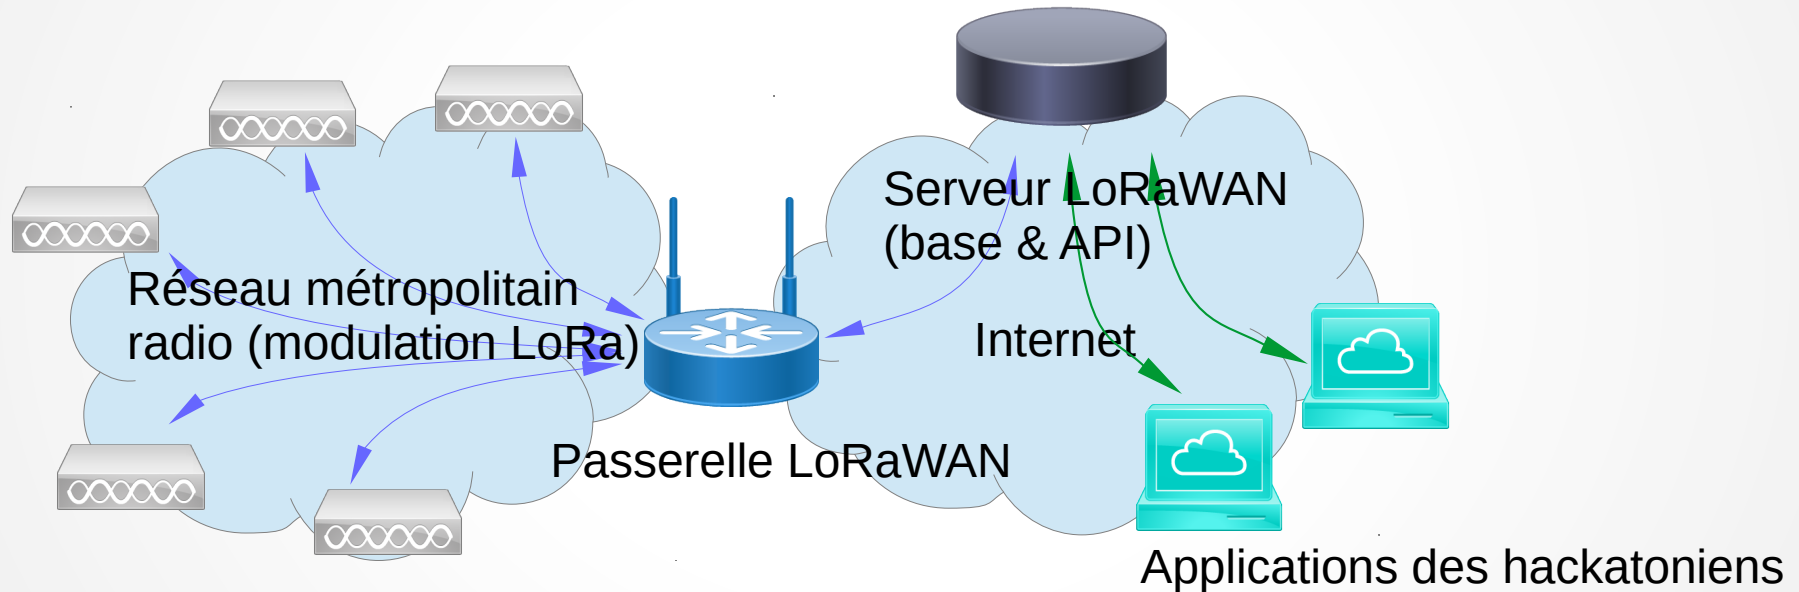 Serveur LoRaWAN
(base & API)
Réseau métropolitain
radio (modulation LoRa)
Internet
Passerelle LoRaWAN
Applications des hackatoniens